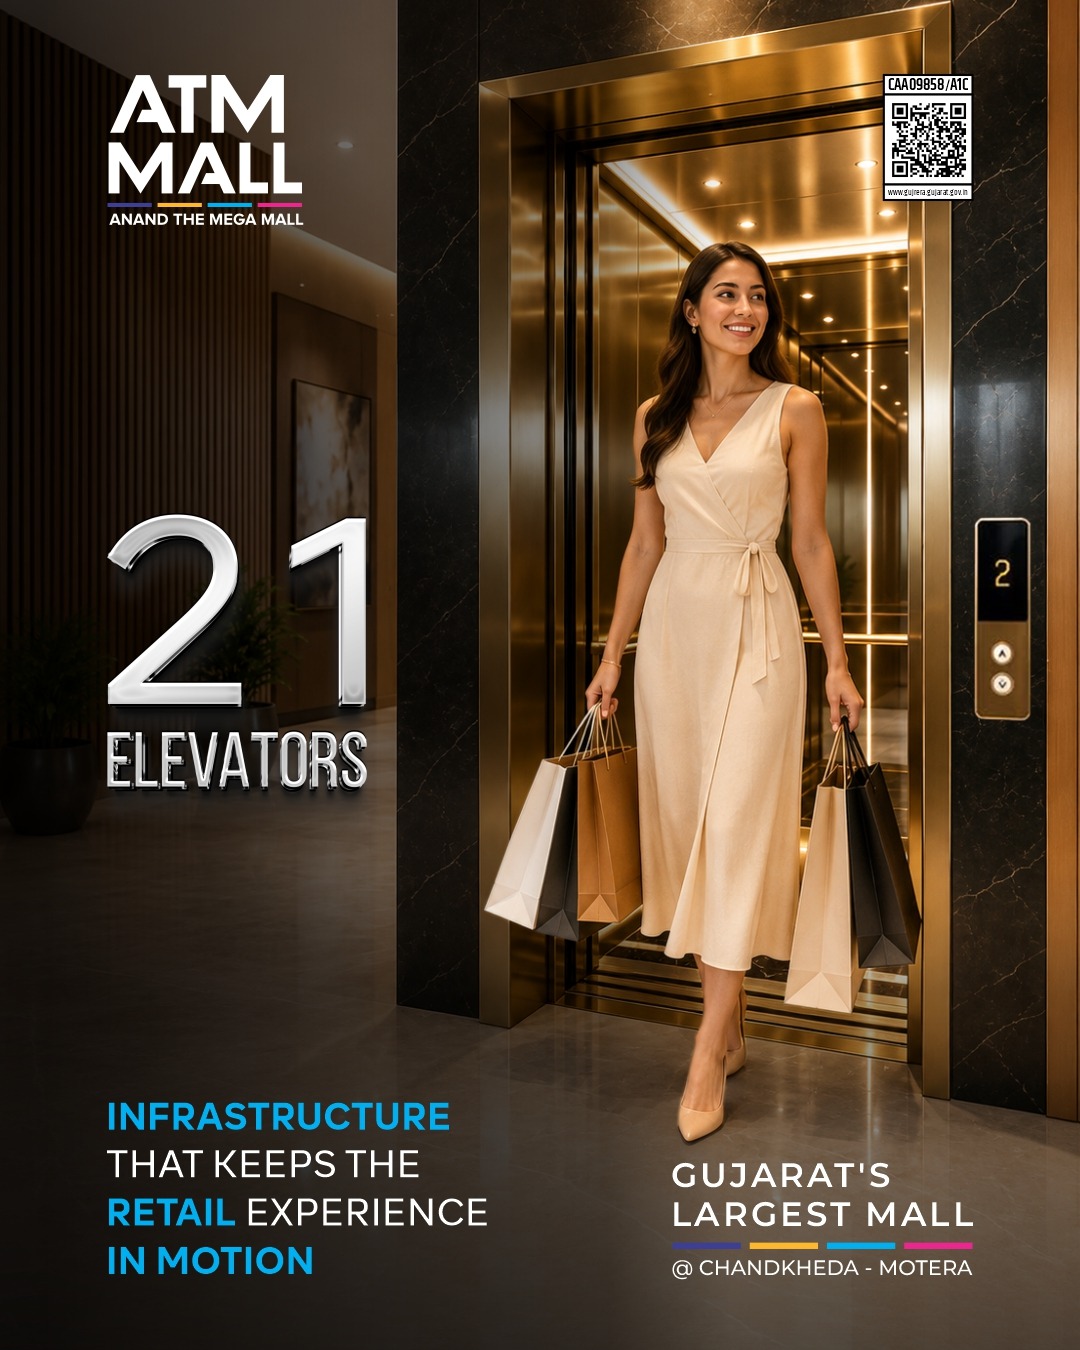 ATM
MALL
ANAND THE MEGA MALL
CAA09858/A1C
www.gujrera.gujarat.gov.in
21
ELEVATORS
2
INFRASTRUCTURE
THAT KEEPS THE
RETAIL EXPERIENCE
IN MOTION
GUJARAT'S
LARGEST MALL
@ CHANDKHEDA - MOTERA